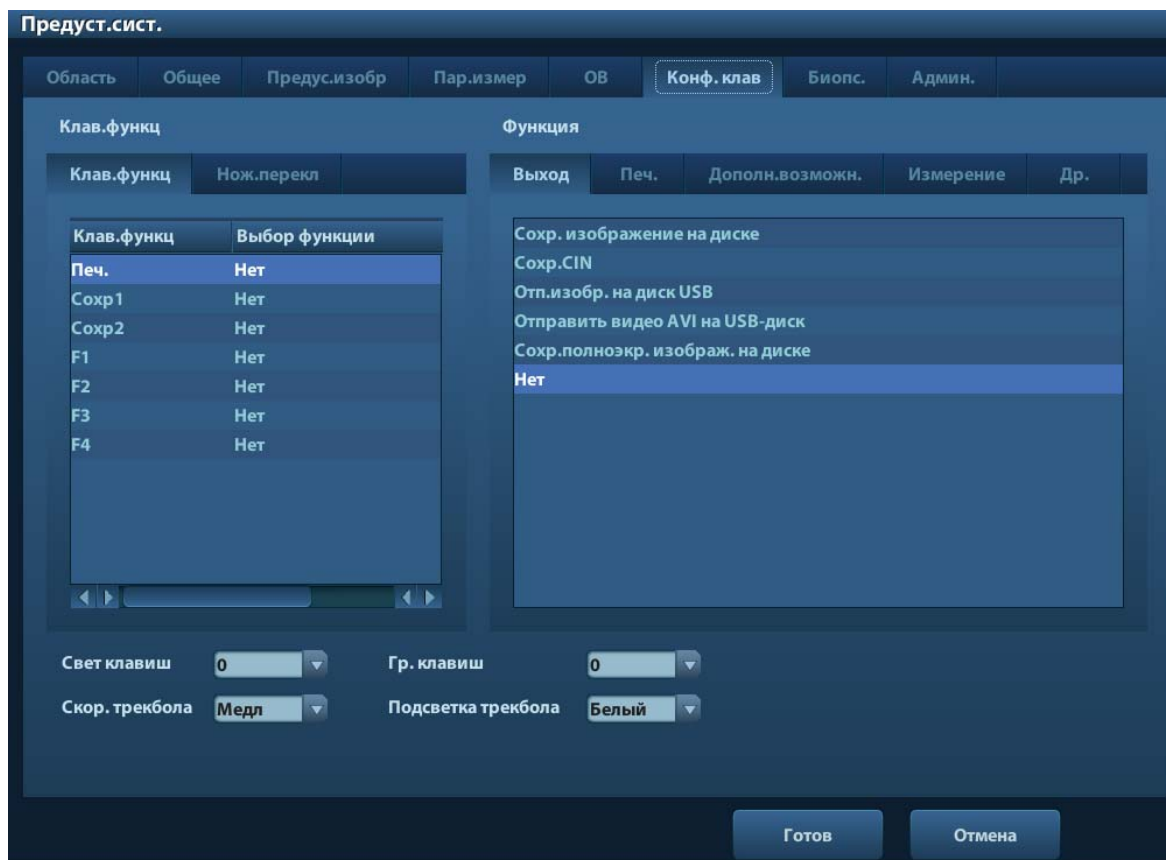 Предуст.сист.
Область Общее Предус.изобр Пар.измер ОВ Конф. клав Биопс. Админ.
Клав.функц Функция
Клав.функц Нож.перекл Выход Печ. Дополн.возможн. Измерение Др.
Клав.функц Выбор функции
Печ. Нет
Сохр1 Нет
Сохр2 Нет
F1 Нет
F2 Нет
F3 Нет
F4 Нет
Сохр. изображение на диске
Сохр.CIN
Отп.изобр. на диск USB
Отправить видео AVI на USB-диск
Сохр.полноэкр. изображ. на диске
Нет
Свет клавиш 0 Гр. клавиш 0
Скор. трекбола Медл Подсветка трекбола Белый
Готов Отмена